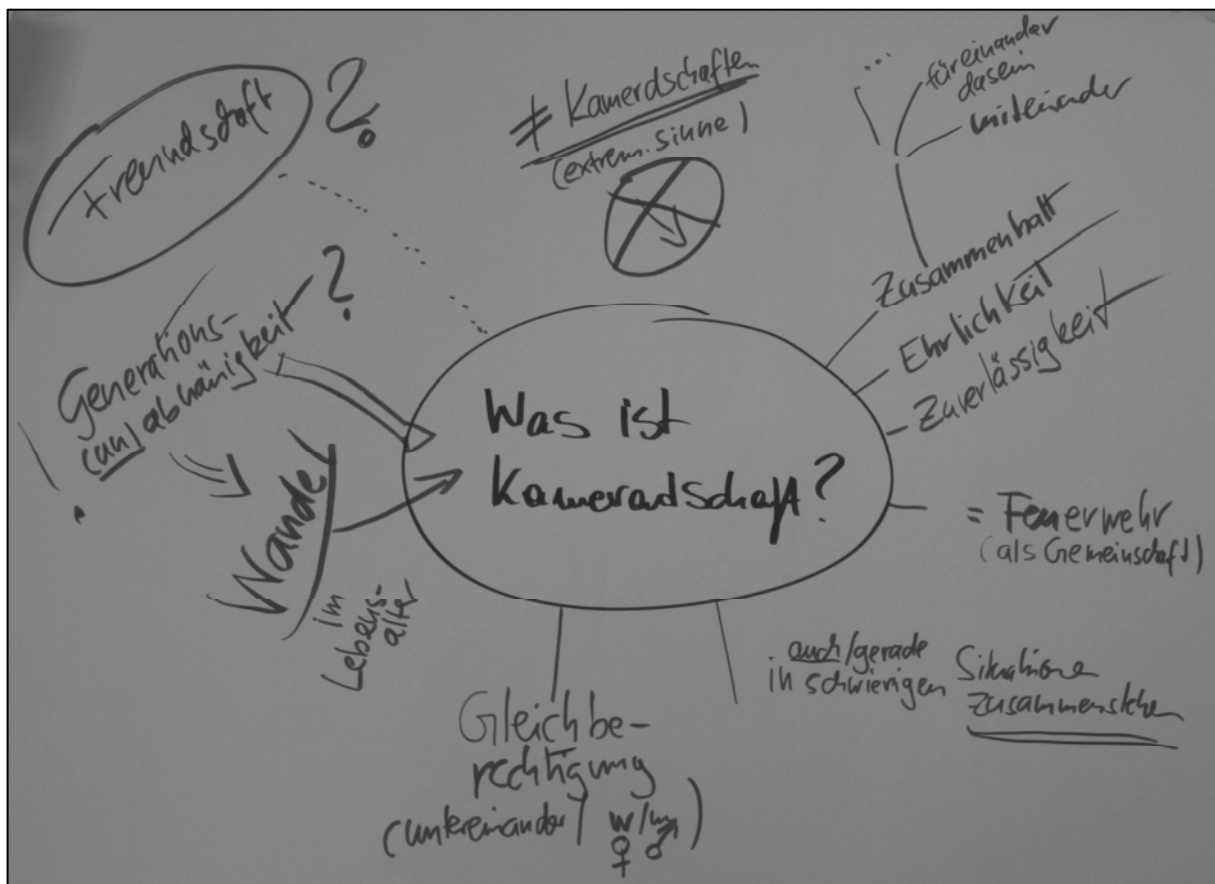 Freundschaft ?
≠ Kamerdschaften
(extrem. sinne)
...
füreinander
dasein
miteinander
Zusammenhalt
Ehrlichkeit
Zuverlässigkeit
Generations-
(un)abhänigkeit ?
!
Wandel
im
Lebens-
alter
Was ist
Kameradschaft?
= Feuerwehr
(als Gemeinschaft)
auch/gerade
in schwierigen Situationen
zusammenstehen
Gleichbe-
rechtigung
(untereinander / w/m)
♀ ♂